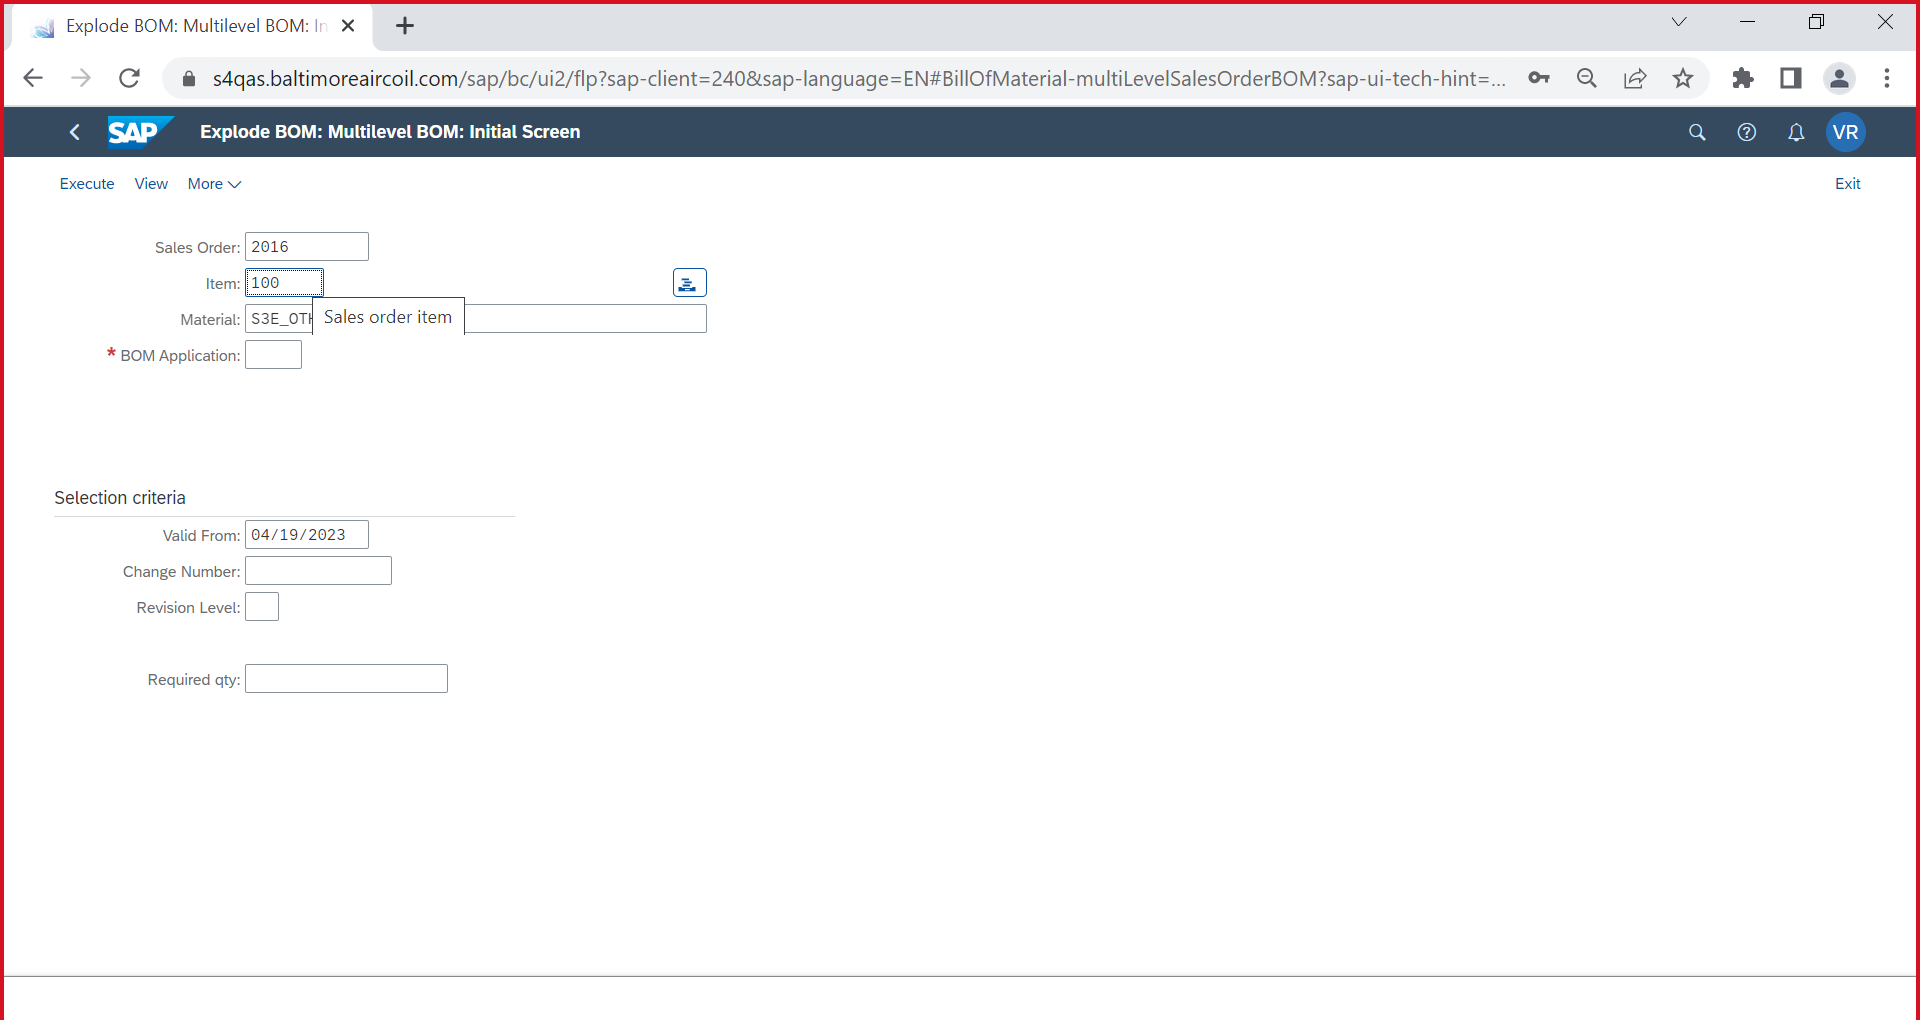 Explode BOM: Multilevel BOM: In
s4qas.baltimoreaircoil.com/sap/bc/ui2/flp?sap-client=240&sap-language=EN#BillOfMaterial-multiLevelSalesOrderBOM?sap-ui-tech-hint=...
SAP Explode BOM: Multilevel BOM: Initial Screen VR
Execute View More Exit
Sales Order: 2016
Item: 100
Material: S3E_OTH Sales order item
* BOM Application:
Selection criteria
Valid From: 04/19/2023
Change Number:
Revision Level:
Required qty: